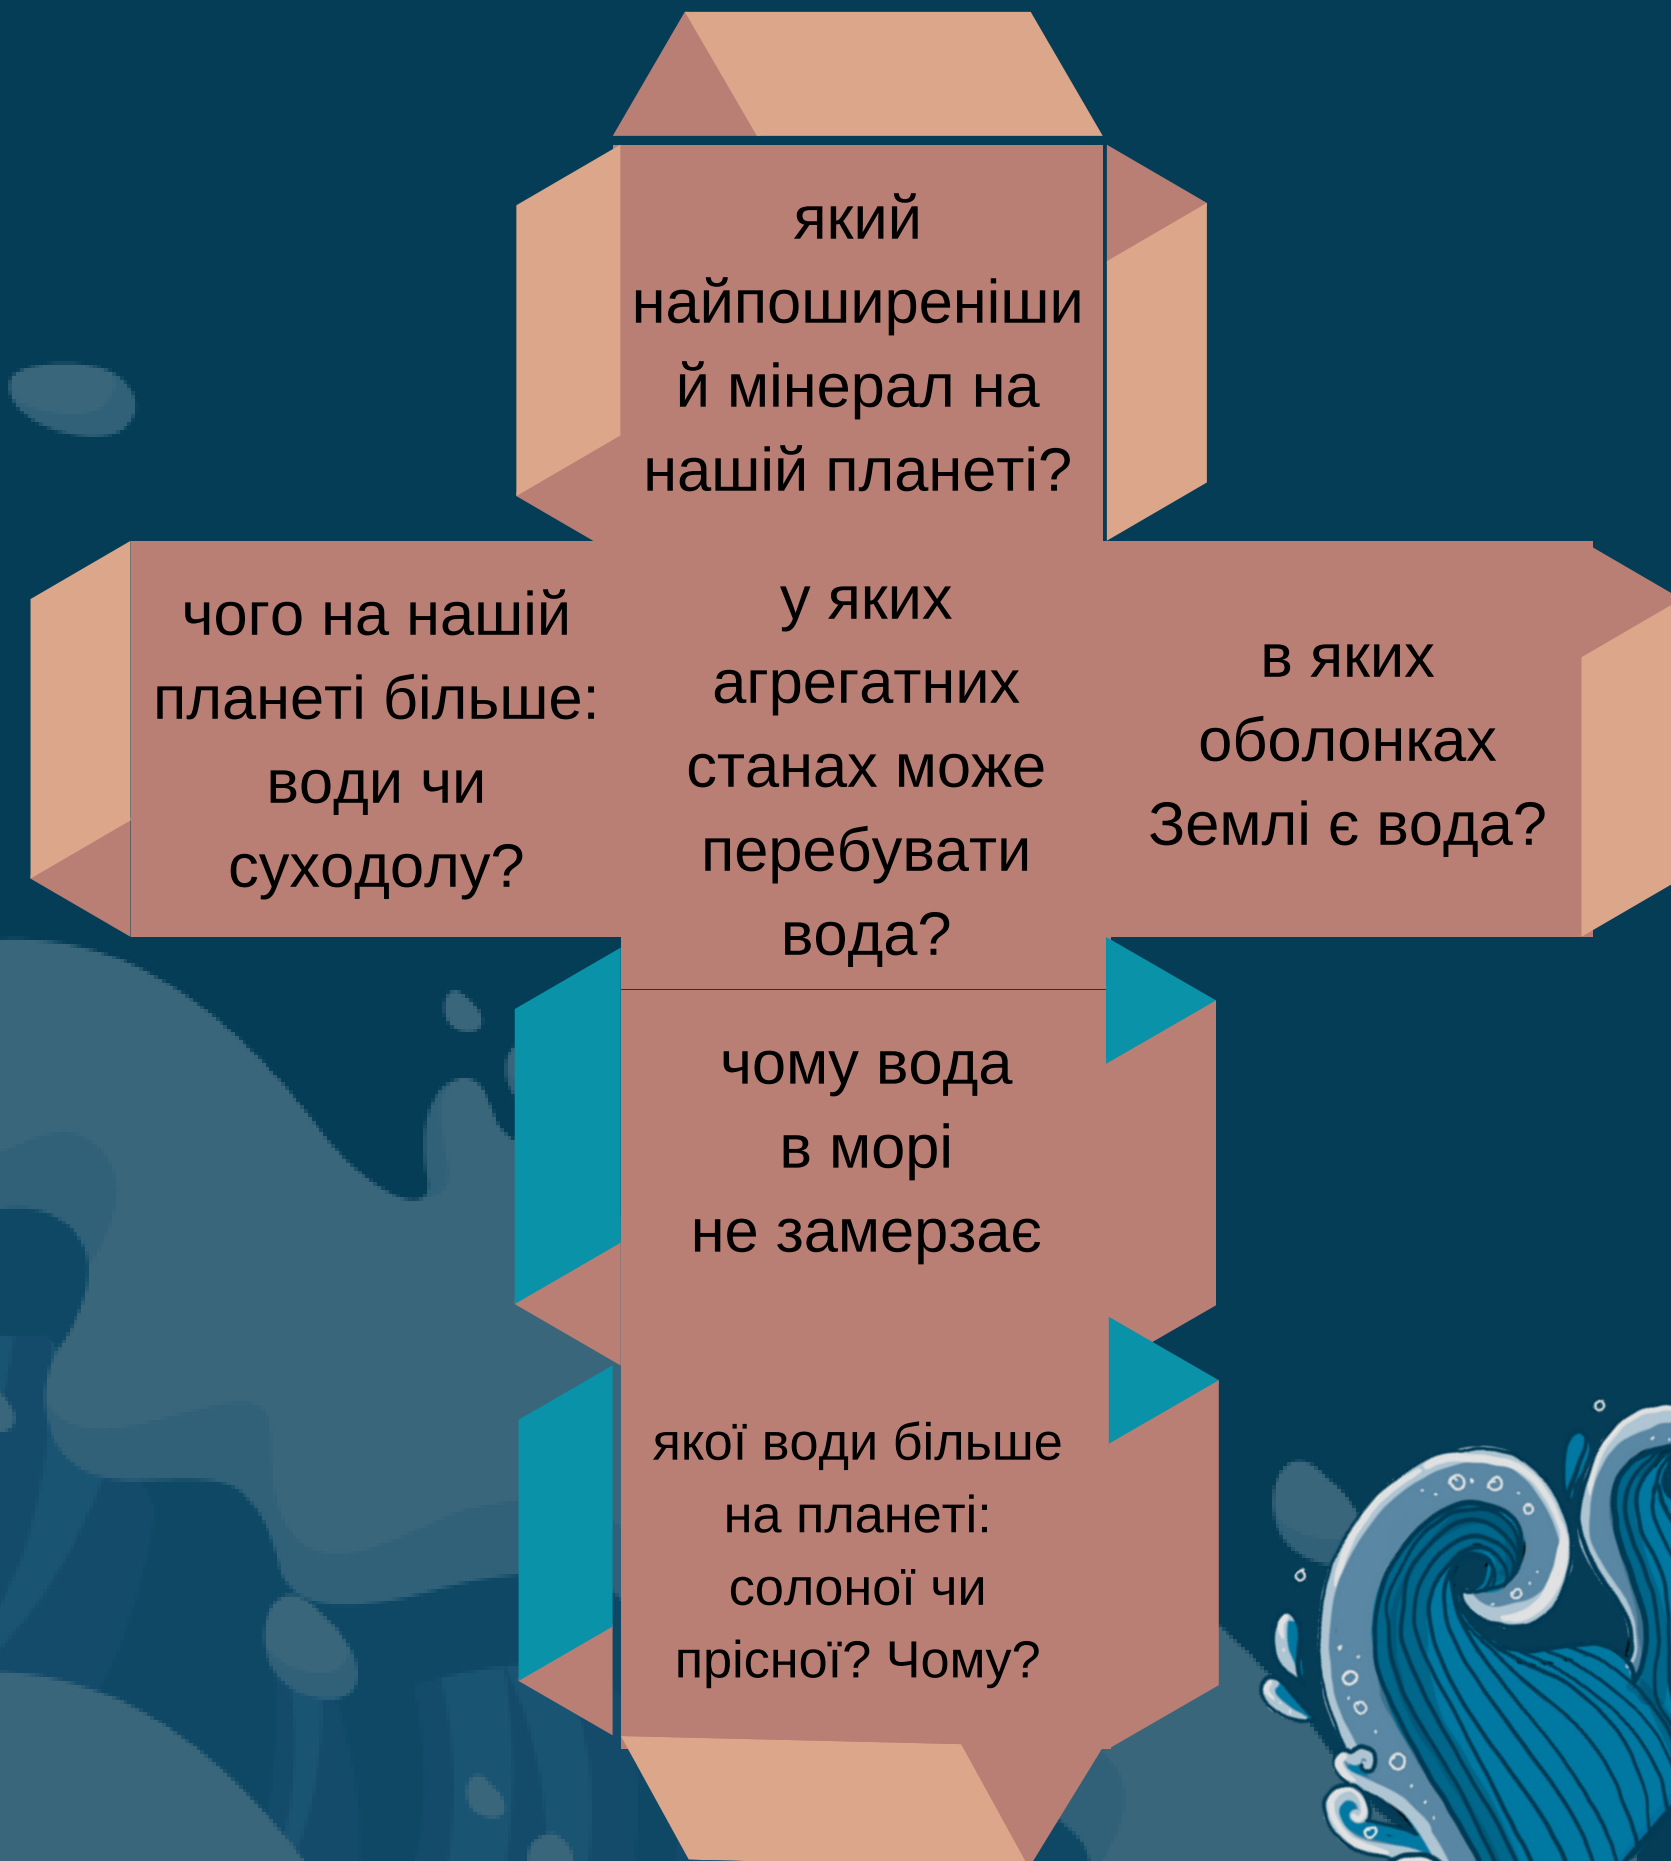 який
найпоширеніши
й мінерал на
нашій планеті?
чого на нашій
планеті більше:
води чи
суходолу?
у яких
агрегатних
станах може
перебувати
вода?
в яких
оболонках
Землі є вода?
чому вода
в морі
не замерзає
якої води більше
на планеті:
солоної чи
прісної? Чому?